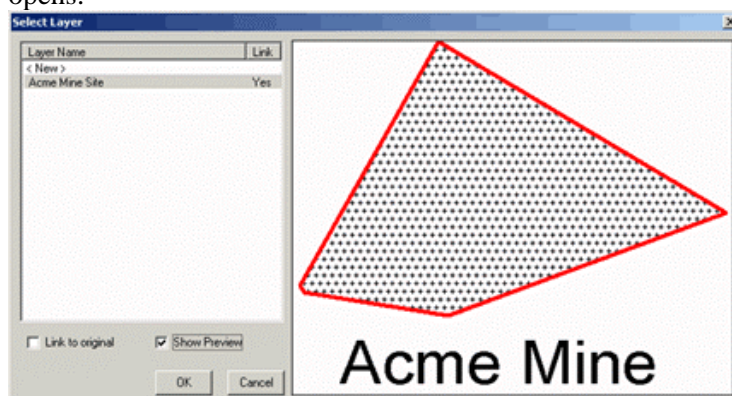 opens:
Select Layer
Layer Name Link
< New >
Acme Mine Site Yes
Link to original Show Preview
OK Cancel
Acme Mine